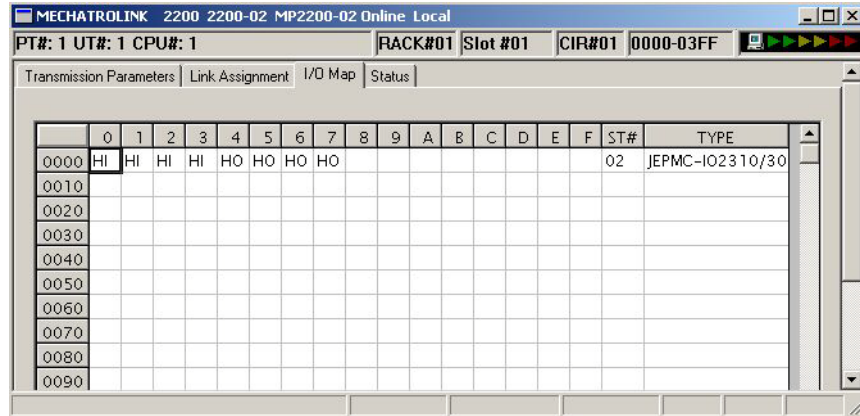 MECHATROLINK 2200 2200-02 MP2200-02 Online Local
PT#: 1 UT#: 1 CPU#: 1 RACK#01 Slot #01 CIR#01 0000-03FF
Transmission Parameters Link Assignment I/O Map Status
0 1 2 3 4 5 6 7 8 9 A B C D E F ST# TYPE
0000 HI HI HI HI HO HO HO HO 02 JEPMC-IO2310/30
0010
0020
0030
0040
0050
0060
0070
0080
0090